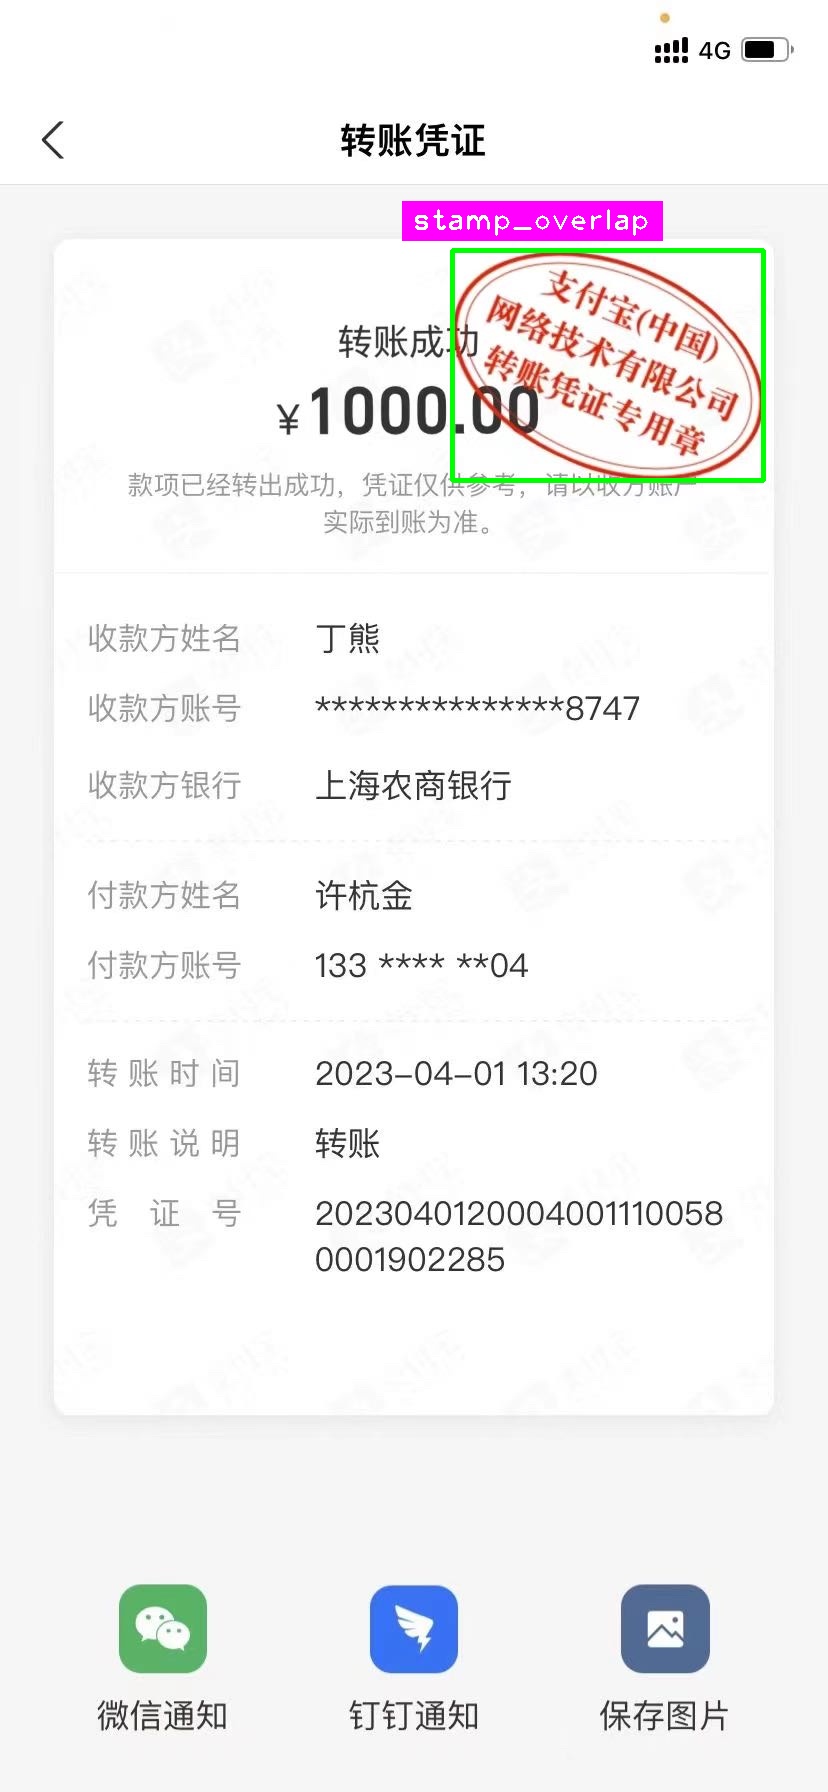 4G
转账凭证
stamp_overlap
支付宝(中国)
网络技术有限公司
转账凭证专用章
转账成功
¥1000.00
款项已经转出成功，凭证仅供参考，请以收方账户
实际到账为准。
收款方姓名 丁熊
收款方账号 ***************8747
收款方银行 上海农商银行
付款方姓名 许杭金
付款方账号 133 **** **04
转账时间 2023-04-01 13:20
转账说明 转账
凭证号 2023040120004001110058
0001902285
微信通知 钉钉通知 保存图片